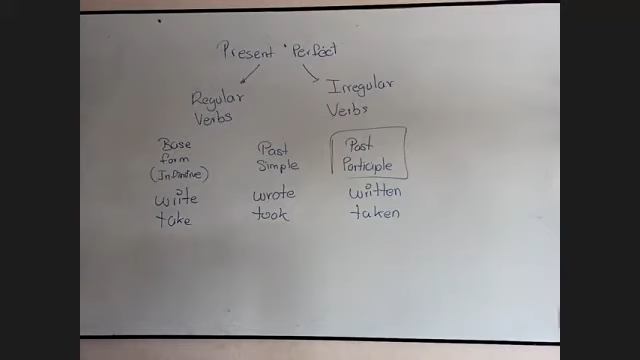 Present Perfect
Regular Verbs
Irregular Verbs
Base form (Infinitive)
Past Simple
Past Participle
write wrote written
take took taken